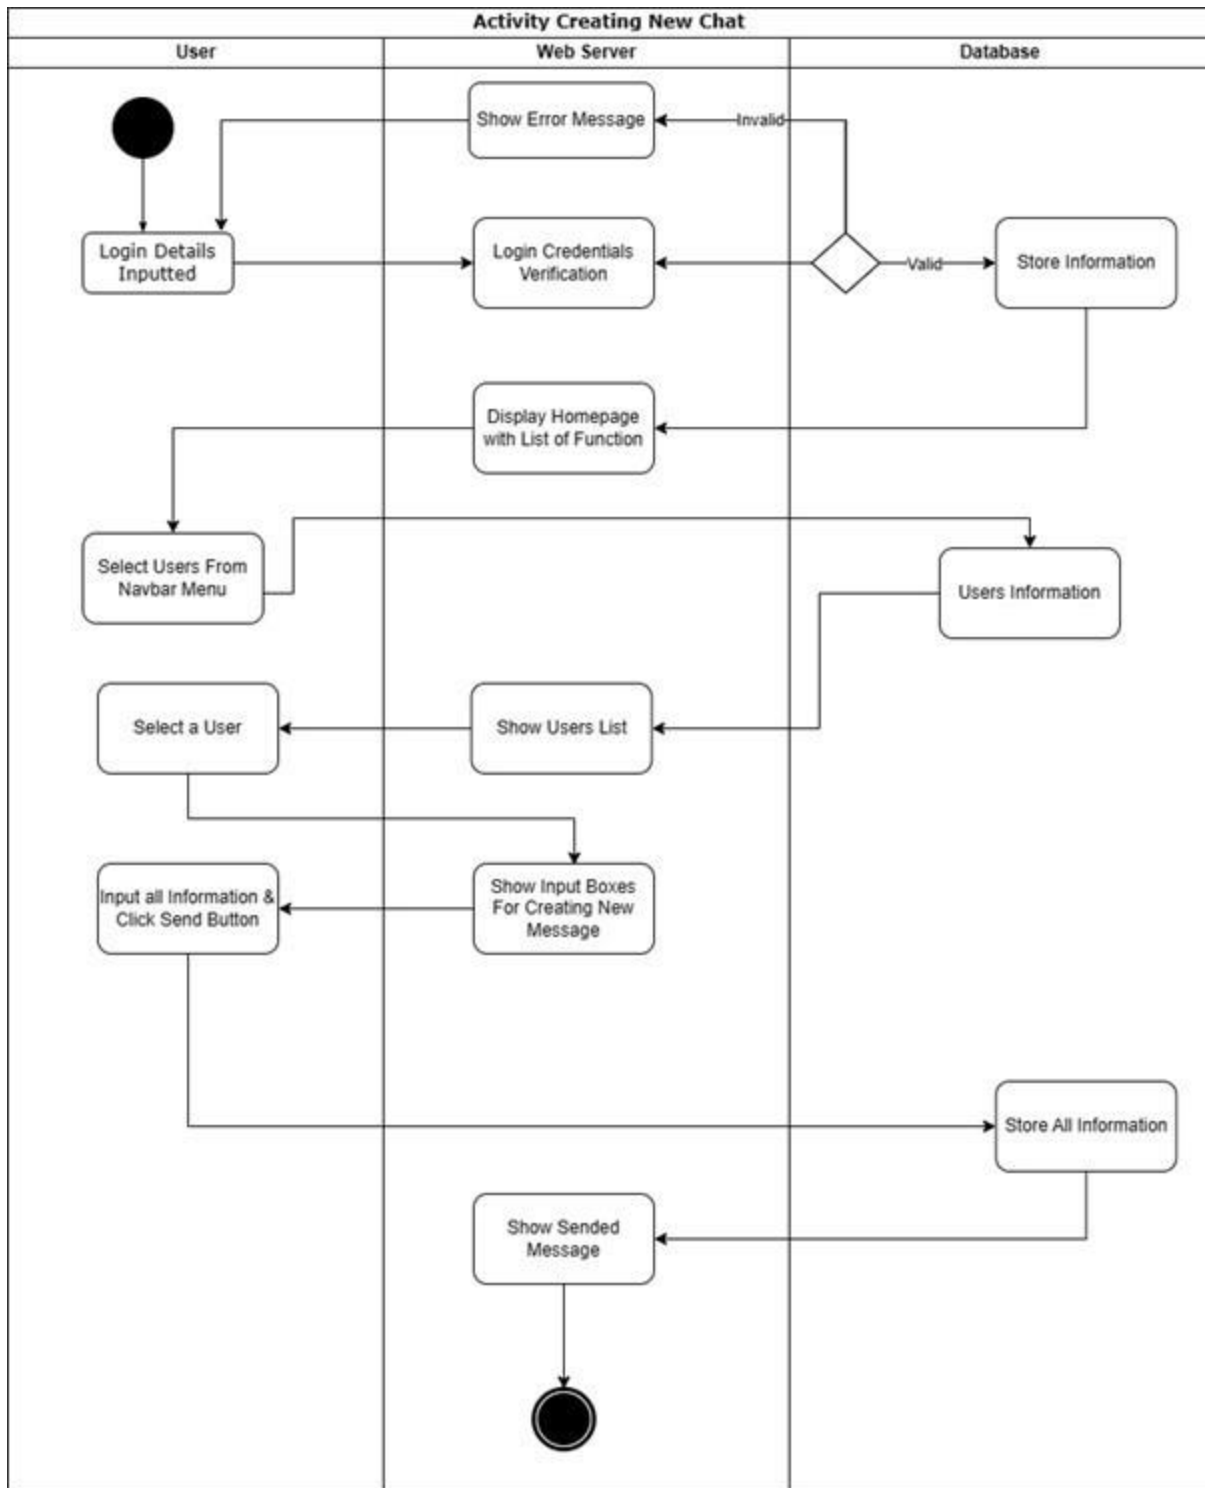 Activity Creating New Chat
User
Web Server
Database
Show Error Message
Invalid
Login Details
Inputted
Login Credentials
Verification
Valid
Store Information
Display Homepage
with List of Function
Select Users From
Navbar Menu
Users Information
Select a User
Show Users List
Input all Information &
Click Send Button
Show Input Boxes
For Creating New
Message
Store All Information
Show Sended
Message